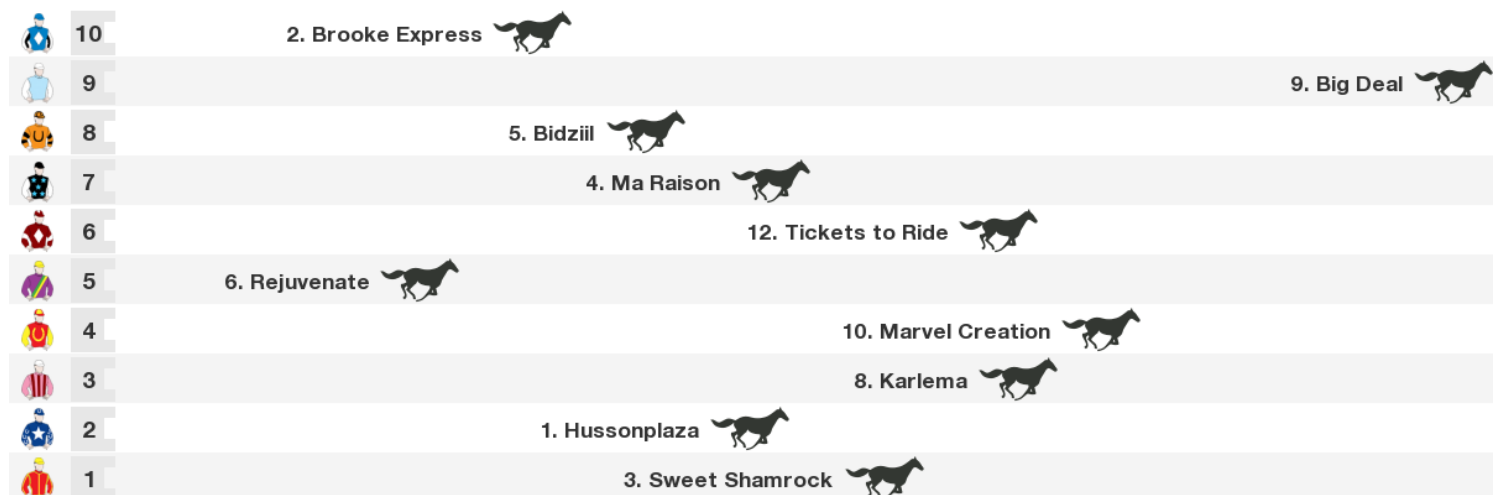 10 2. Brooke Express
9 9. Big Deal
8 5. Bidziil
7 4. Ma Raison
6 12. Tickets to Ride
5 6. Rejuvenate
4 10. Marvel Creation
3 8. Karlema
2 1. Hussonplaza
1 3. Sweet Shamrock